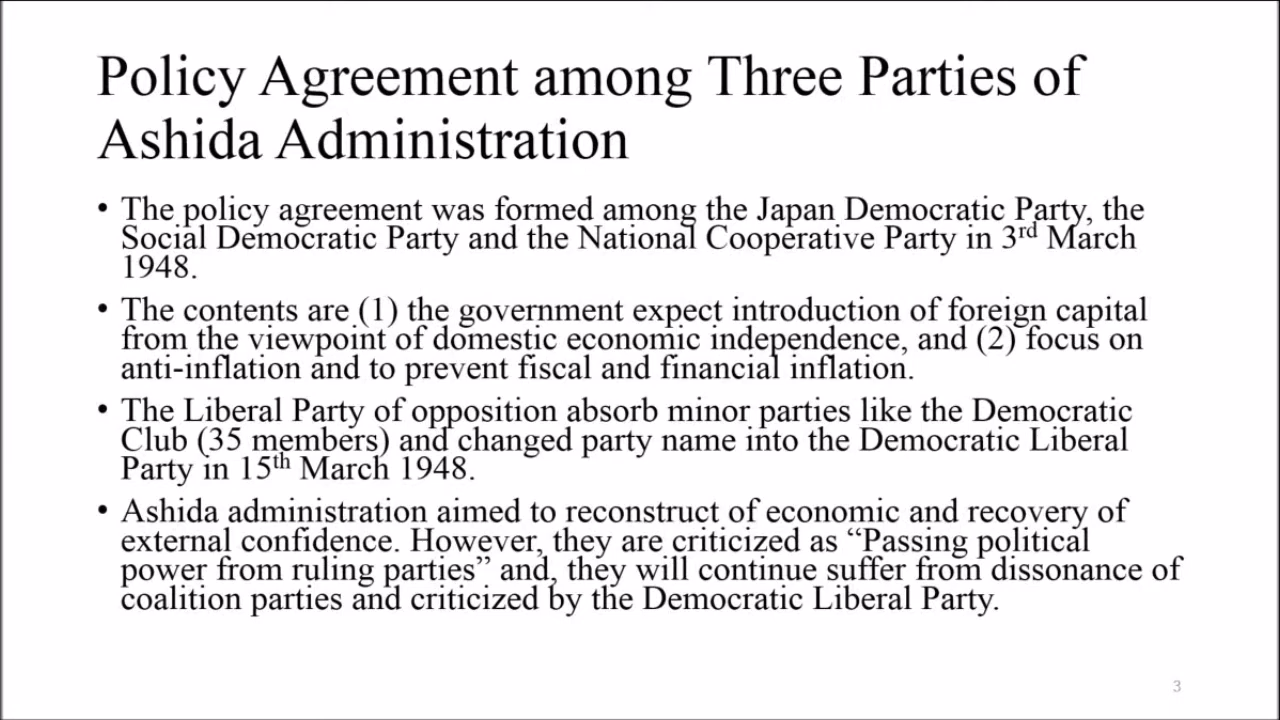 Policy Agreement among Three Parties of
Ashida Administration
• The policy agreement was formed among the Japan Democratic Party, the
Social Democratic Party and the National Cooperative Party in 3rd March
1948.
• The contents are (1) the government expect introduction of foreign capital
from the viewpoint of domestic economic independence, and (2) focus on
anti-inflation and to prevent fiscal and financial inflation.
• The Liberal Party of opposition absorb minor parties like the Democratic
Club (35 members) and changed party name into the Democratic Liberal
Party in 15th March 1948.
• Ashida administration aimed to reconstruct of economic and recovery of
external confidence. However, they are criticized as “Passing political
power from ruling parties” and, they will continue suffer from dissonance of
coalition parties and criticized by the Democratic Liberal Party.
3